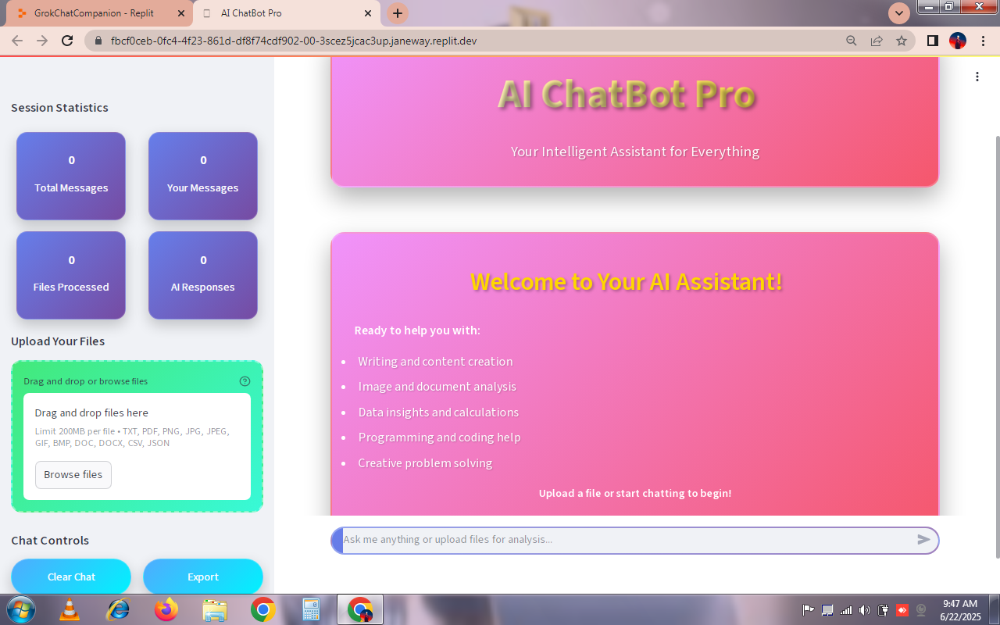 GrokChatCompanion - Replit
AI ChatBot Pro
fbcf0ceb-0fc4-4f23-861d-df8f74cdf902-00-3scez5jcac3up.janeway.replit.dev
Session Statistics
0
Total Messages
0
Your Messages
0
Files Processed
0
AI Responses
Upload Your Files
Drag and drop or browse files
Drag and drop files here
Limit 200MB per file • TXT, PDF, PNG, JPG, JPEG,
GIF, BMP, DOC, DOCX, CSV, JSON
Browse files
Chat Controls
Clear Chat
Export
AI ChatBot Pro
Your Intelligent Assistant for Everything
Welcome to Your AI Assistant!
Ready to help you with:
• Writing and content creation
• Image and document analysis
• Data insights and calculations
• Programming and coding help
• Creative problem solving
Upload a file or start chatting to begin!
Ask me anything or upload files for analysis...
9:47 AM
6/22/2025